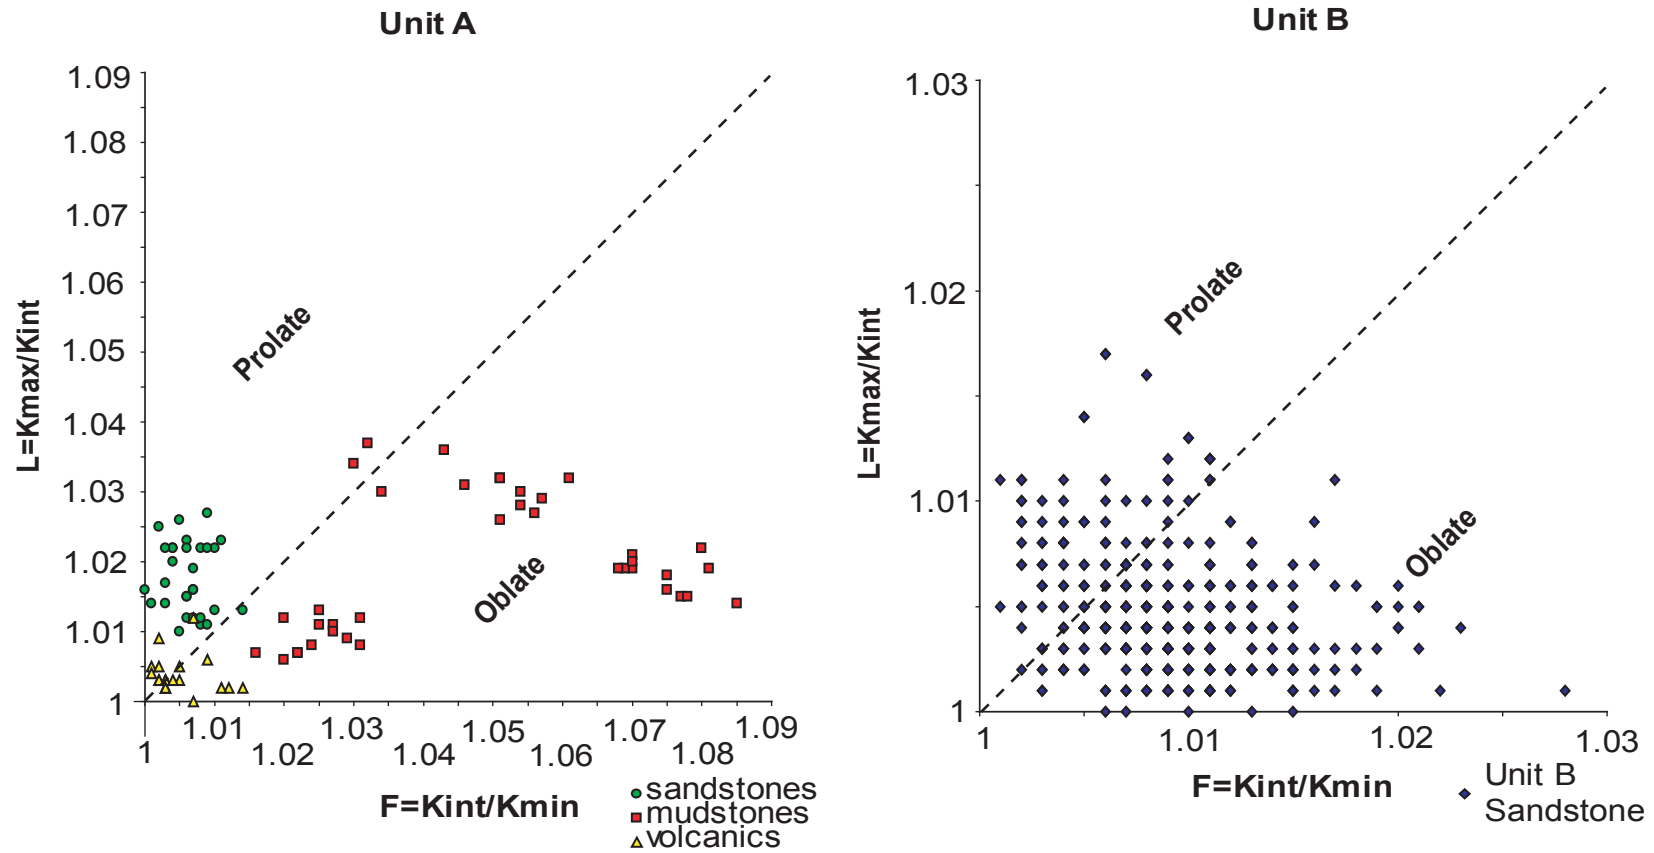 Unit A
1.09
1.08
1.07
1.06
1.05
1.04
1.03
1.02
1.01
1
L=Kmax/Kint
Prolate
Oblate
1
1.01
1.02
1.03
1.04
1.05
1.06
1.07
1.08
1.09
F=Kint/Kmin
sandstones
mudstones
volcanics
Unit B
1.03
1.02
1.01
1
L=Kmax/Kint
Prolate
Oblate
1
1.01
1.02
1.03
F=Kint/Kmin
Unit B
Sandstone